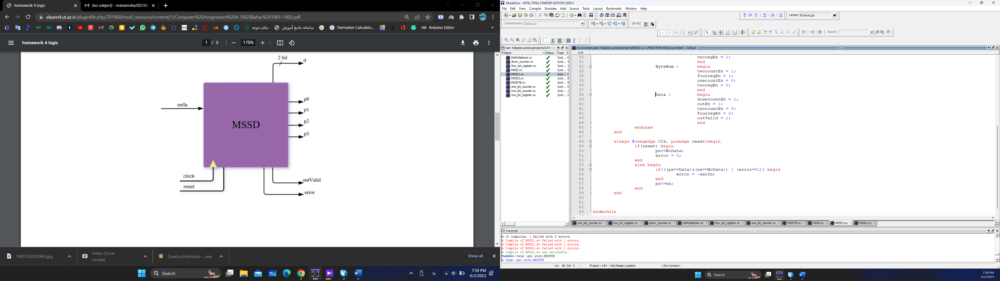 homework 4 logic
(no subject) - manamoha2831@
elearn4.ut.ac.ir/pluginfile.php/701968/mod_resource/content/1/Computer%20Assignment%204-5%20Bahar%201401-1402.pdf
مکتب‌خونه
سامانه جامع آموزش
Derivative Calculato...
Arduino Editor
homework 4 logic
1 / 2
175%
2 bit
d
serIn
MSSD
p0
p1
p2
p3
clock
reset
outValid
error
1685720520069.jpg
Video (1).rar
Canceled
QuartusLiteSetup-....exe
Show all
Search
7:59 PM
6/2/2023
ModelSim - INTEL FPGA STARTER EDITION 2020.1
File Edit View Compile Simulate Add Source Tools Layout Bookmarks Window Help
Layout NoDesign
ColumnLayout Default
Search:
sem 4/digital systems/projects/CA4
Name Status Type
DeMultiplexer.sv Syst... 6
down_counter.sv Syst... 4
four_bit_register.sv Syst... 3
MSSD.sv Syst... 5
MSSD1.sv Syst... 7
MSSD2.sv Syst... 8
MSSDTB.sv Syst... 9
one_bit_counter.sv Syst... 0
two_bit_counter.sv Syst... 1
two_bit_register.sv Syst... 2
D:/university/sem 4/digital systems/projects/MSSD1.sv (/MSSDTB/MyMSSD/controller) - Default
Ln#
30 tworegEn = 1;
31 end
32 ByteNum : begin
33 twocountEn = 1;
34 fourregEn = 1;
35 onecountEn = 0;
36 tworegEn = 0;
37 end
38 Data : begin
39 downcountEn = 1;
40 outEn = 1;
41 twocountEn = 0;
42 fourregEn = 0;
43 outValid = 1;
44 end
45 endcase
46 end
47
48 always @(negedge Clk, posedge reset)begin
49 if(reset) begin
50 ps<=NoData;
51 error = 0;
52 end
53 else begin
54 if(((ps==Data)&(ns==NoData)) | (error==1)) begin
55 error = ~serIn;
56 end
57 ps<=ns;
58 end
59 end
60
61
62
63 endmodule
two_bit_counter.sv two_bit_register.sv down_counter.sv DeMultiplexer.sv four_bit_register.sv one_bit_counter.sv MSSDTB.sv MSSD.sv MSSD1.sv MSSD2.sv
Transcript
# 10 compiles, 1 failed with 2 errors.
# Compile of MSSD1.sv failed with 1 errors.
# Compile of MSSD1.sv failed with 1 errors.
# Compile of MSSD1.sv failed with 1 errors.
# Compile of MSSD1.sv was successful.
ModelSim> vsim -gui work.MSSDTB
# vsim -gui work.MSSDTB
Ln: 38 Col: 3 Project : CA4 <No Design Loaded> <No Context>
Search
7:59 PM
6/2/2023